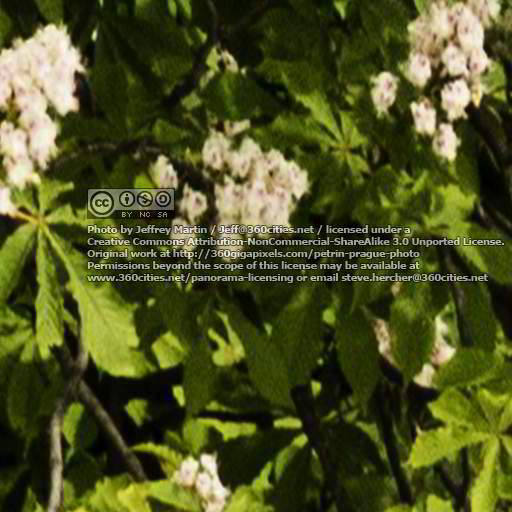 cc
BY NC SA
Photo by Jeffrey Martin / Jeff@360cities.net / licensed under a
Creative Commons Attribution-NonCommercial-ShareAlike 3.0 Unported License.
Original work at http://360gigapixels.com/petrin-prague-photo
Permissions beyond the scope of this license may be available at
www.360cities.net/panorama-licensing or email steve.hercher@360cities.net